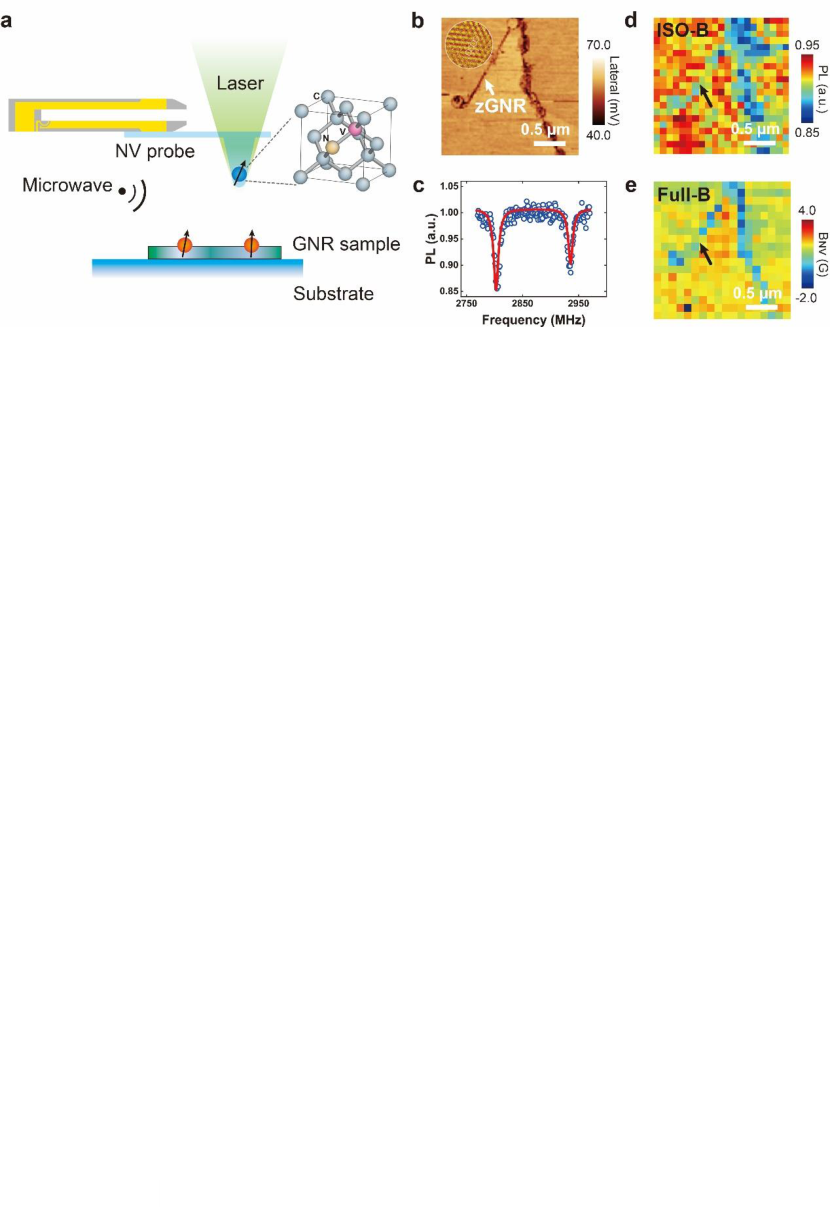 a
Laser
NV probe
Microwave
GNR sample
Substrate
C
N
V
b
zGNR
0.5 µm
70.0
Lateral (mV)
40.0
c
1.05
1.00
0.95
0.90
0.85
PL (a.u.)
2750
2850
2950
Frequency (MHz)
d
ISO-B
0.5 µm
0.95
PL (a.u.)
0.85
e
Full-B
0.5 µm
4.0
Bnv (G)
-2.0